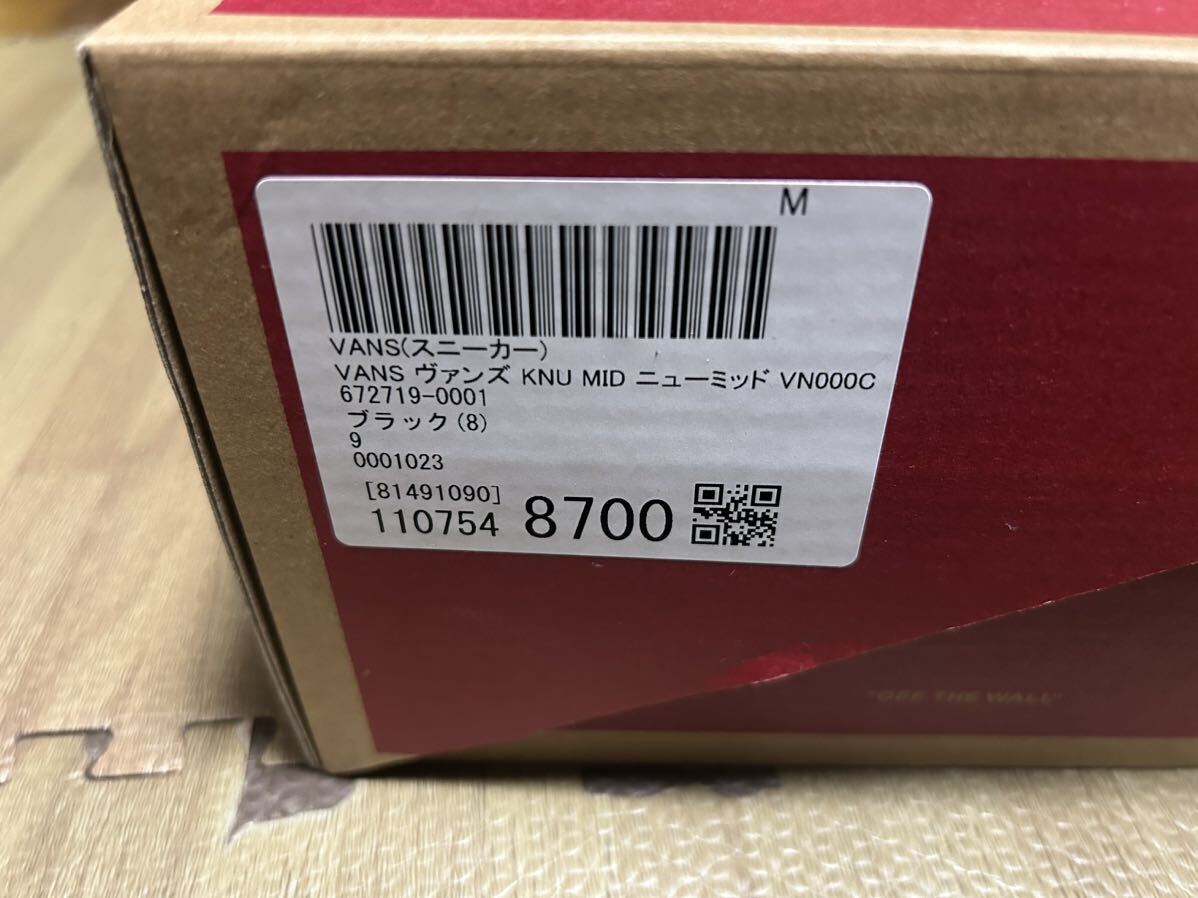 M
VANS(スニーカー)
VANS ヴァンズ KNU MID ニューミッド VN000C
672719-0001
ブラック(8)
9
0001023
[81491090]
110754 8700
"OFF THE WALL"